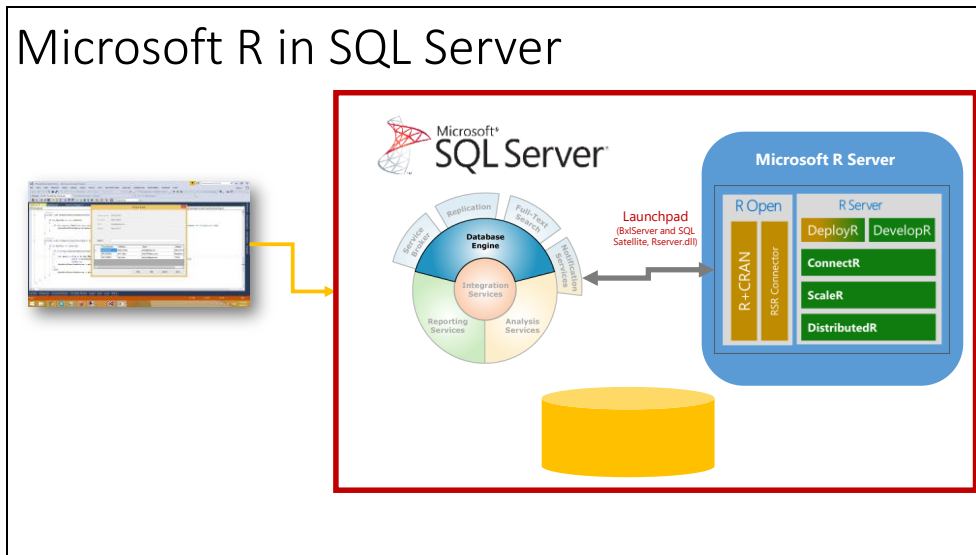 Microsoft R in SQL Server
Microsoft®
SQL Server®
Replication
Full-Text
Search
Service
Broker
Database
Engine
Notification
Services
Integration
Services
Reporting
Services
Analysis
Services
Launchpad
(BxlServer and SQL
Satellite, Rserver.dll)
Microsoft R Server
R Open
R Server
R+CRAN
RSR Connector
DeployR
DevelopR
ConnectR
ScaleR
DistributedR